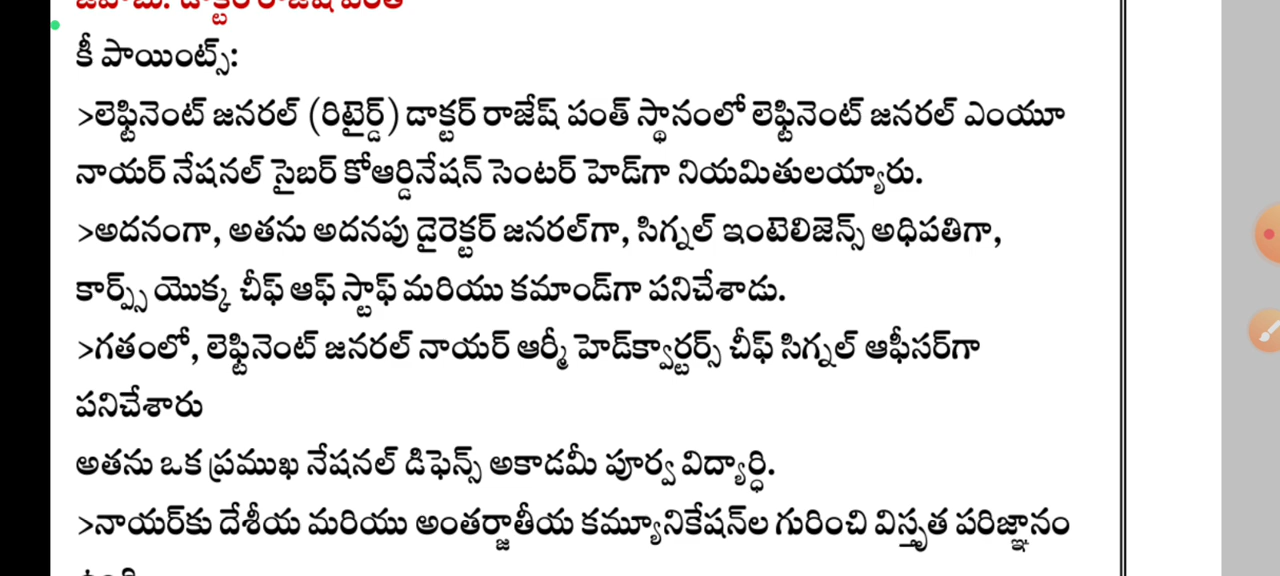 జవాబు: డాక్టర్ రాజేష్ పంత్
కీ పాయింట్స్:
>లెఫ్టినెంట్ జనరల్ (రిటైర్డ్) డాక్టర్ రాజేష్ పంత్ స్థానంలో లెఫ్టినెంట్ జనరల్ ఎంయూ
నాయర్ నేషనల్ సైబర్ కోఆర్డినేషన్ సెంటర్ హెడ్‌గా నియమితులయ్యారు.
>అదనంగా, అతను అదనపు డైరెక్టర్ జనరల్‌గా, సిగ్నల్ ఇంటెలిజెన్స్ అధిపతిగా,
కార్ప్స్ యొక్క చీఫ్ ఆఫ్ స్టాఫ్ మరియు కమాండ్‌గా పనిచేశాడు.
>గతంలో, లెఫ్టినెంట్ జనరల్ నాయర్ ఆర్మీ హెడ్‌క్వార్టర్స్ చీఫ్ సిగ్నల్ ఆఫీసర్‌గా
పనిచేశారు
అతను ఒక ప్రముఖ నేషనల్ డిఫెన్స్ అకాడమీ పూర్వ విద్యార్థి.
>నాయర్‌కు దేశీయ మరియు అంతర్జాతీయ కమ్యూనికేషన్‌ల గురించి విస్తృత పరిజ్ఞానం